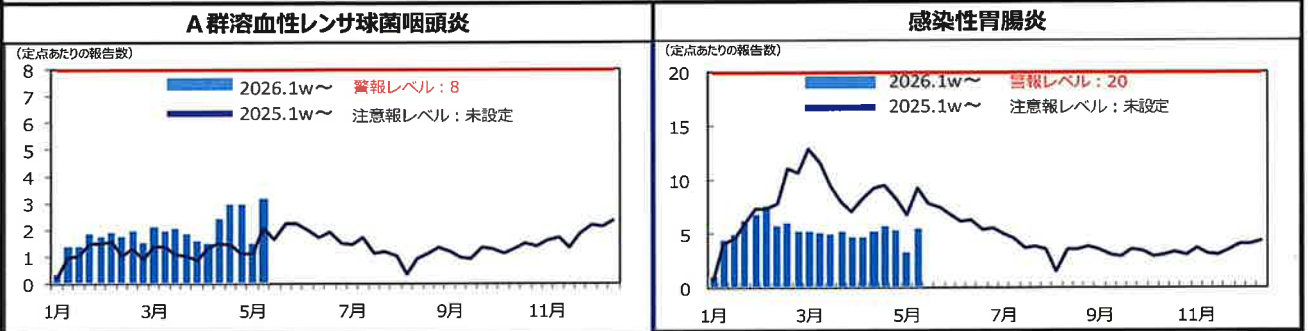 A群溶血性レンサ球菌咽頭炎
(定点あたりの報告数)
8
7
6
5
4
3
2
1
0
2026.1w～ 警報レベル：8
2025.1w～ 注意報レベル：未設定
1月 3月 5月 7月 9月 11月
感染性胃腸炎
(定点あたりの報告数)
20
15
10
5
0
2026.1w～ 警報レベル：20
2025.1w～ 注意報レベル：未設定
1月 3月 5月 7月 9月 11月